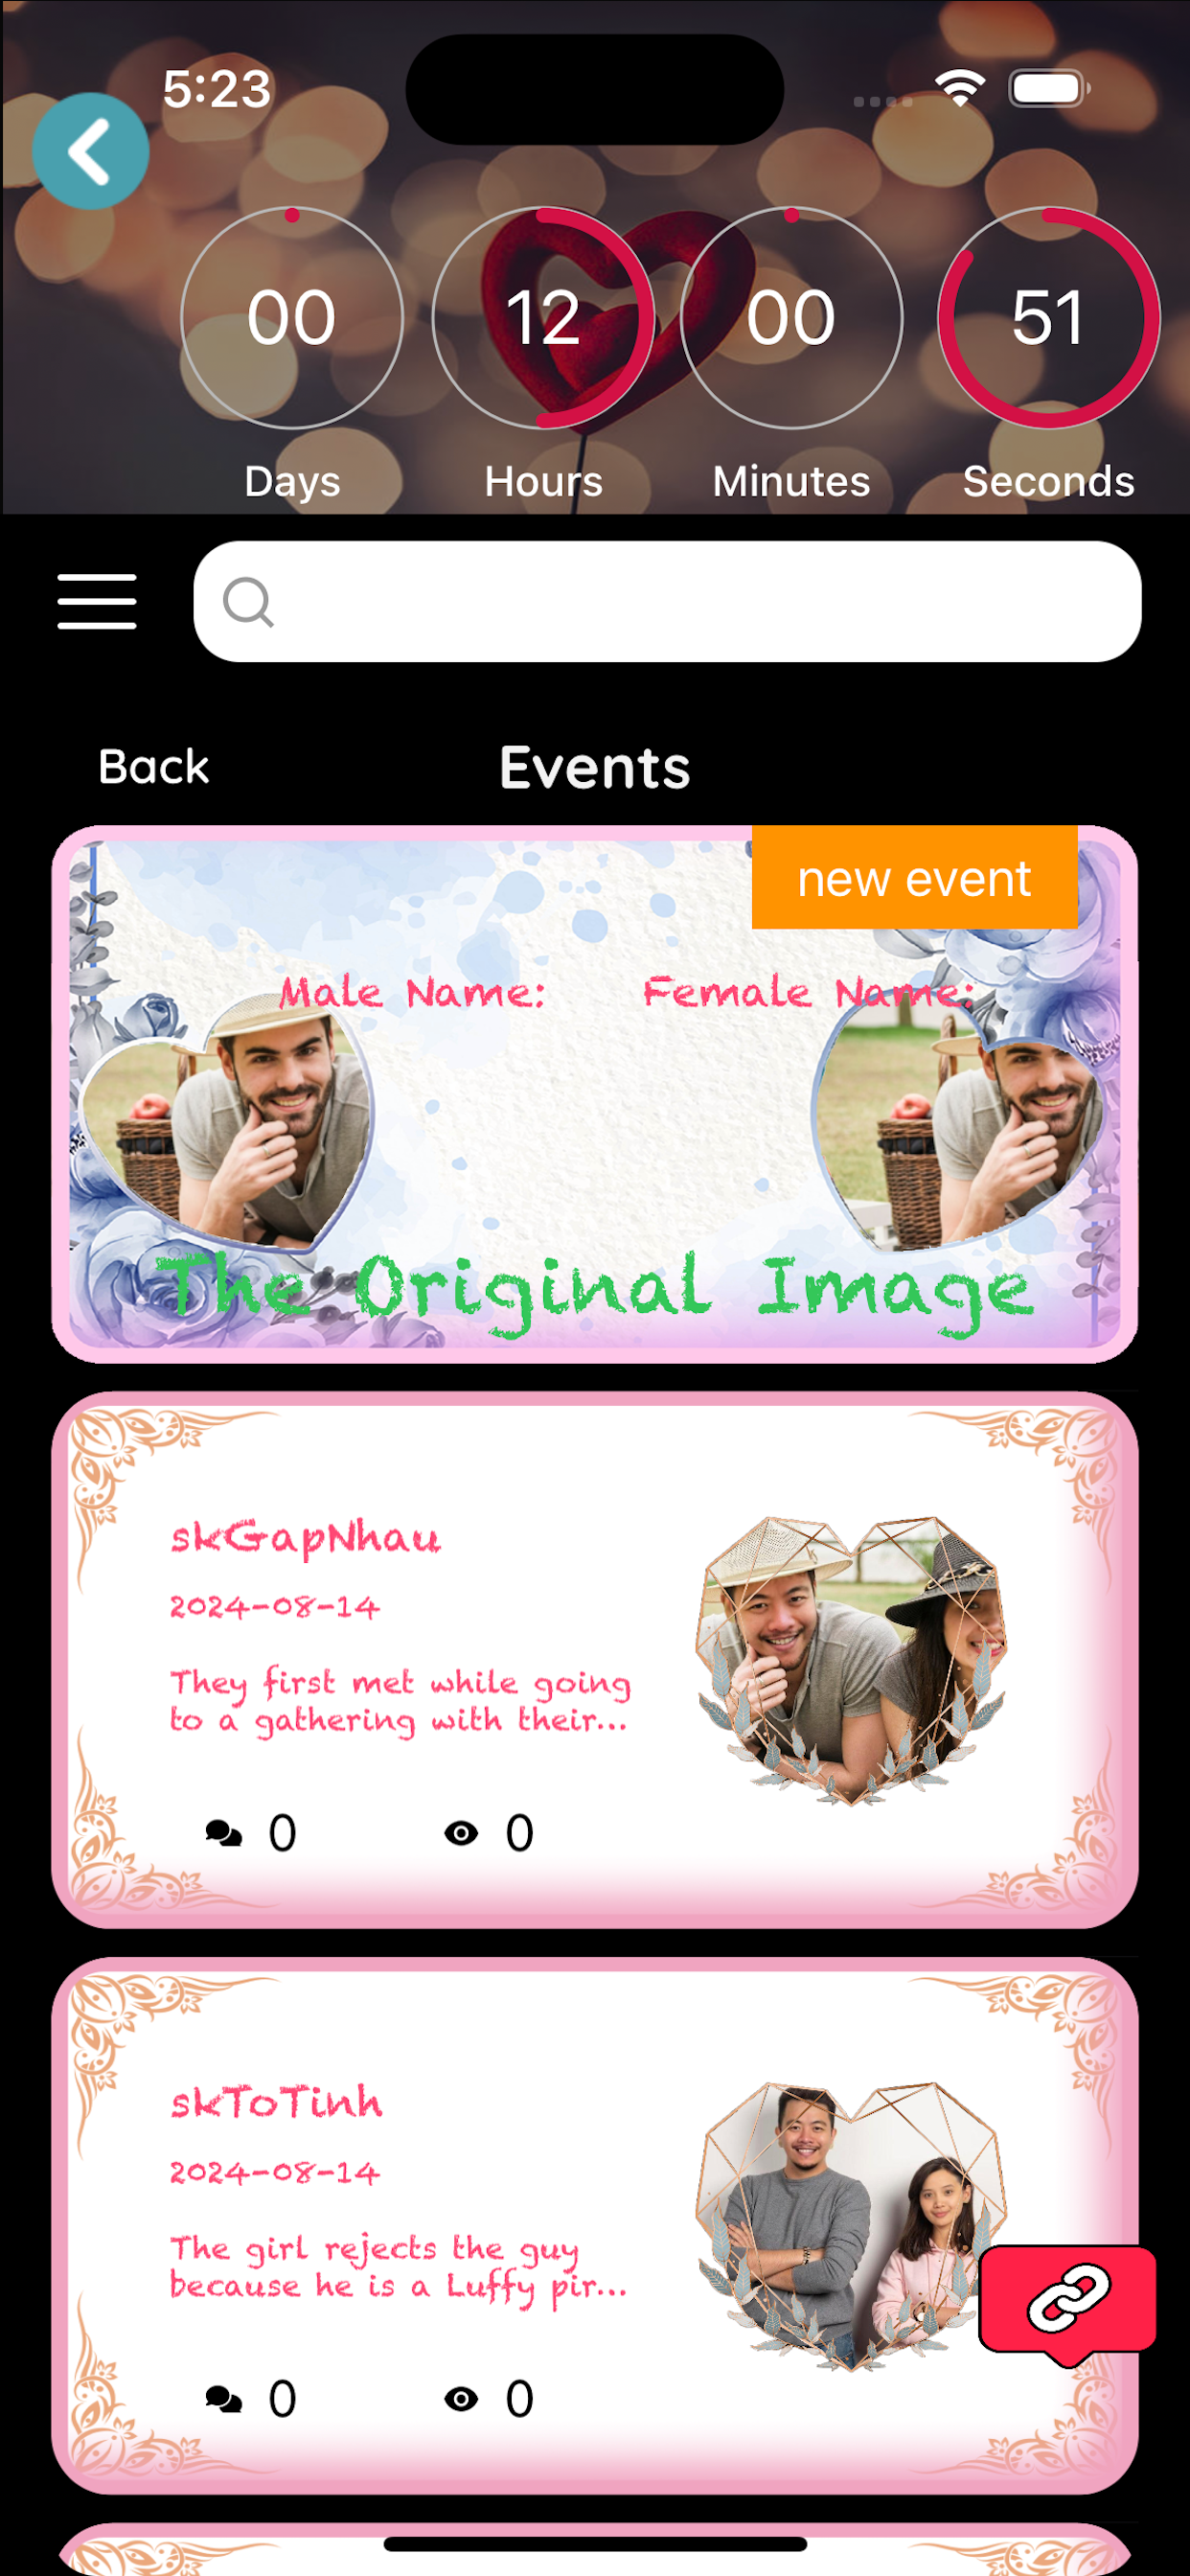 5:23
00 12 00 51
Days Hours Minutes Seconds
Back Events
new event
Male Name: Female Name:
The Original Image
skGapNhau
2024-08-14
They first met while going
to a gathering with their...
0 0
skToTinh
2024-08-14
The girl rejects the guy
because he is a Luffy pir...
0 0